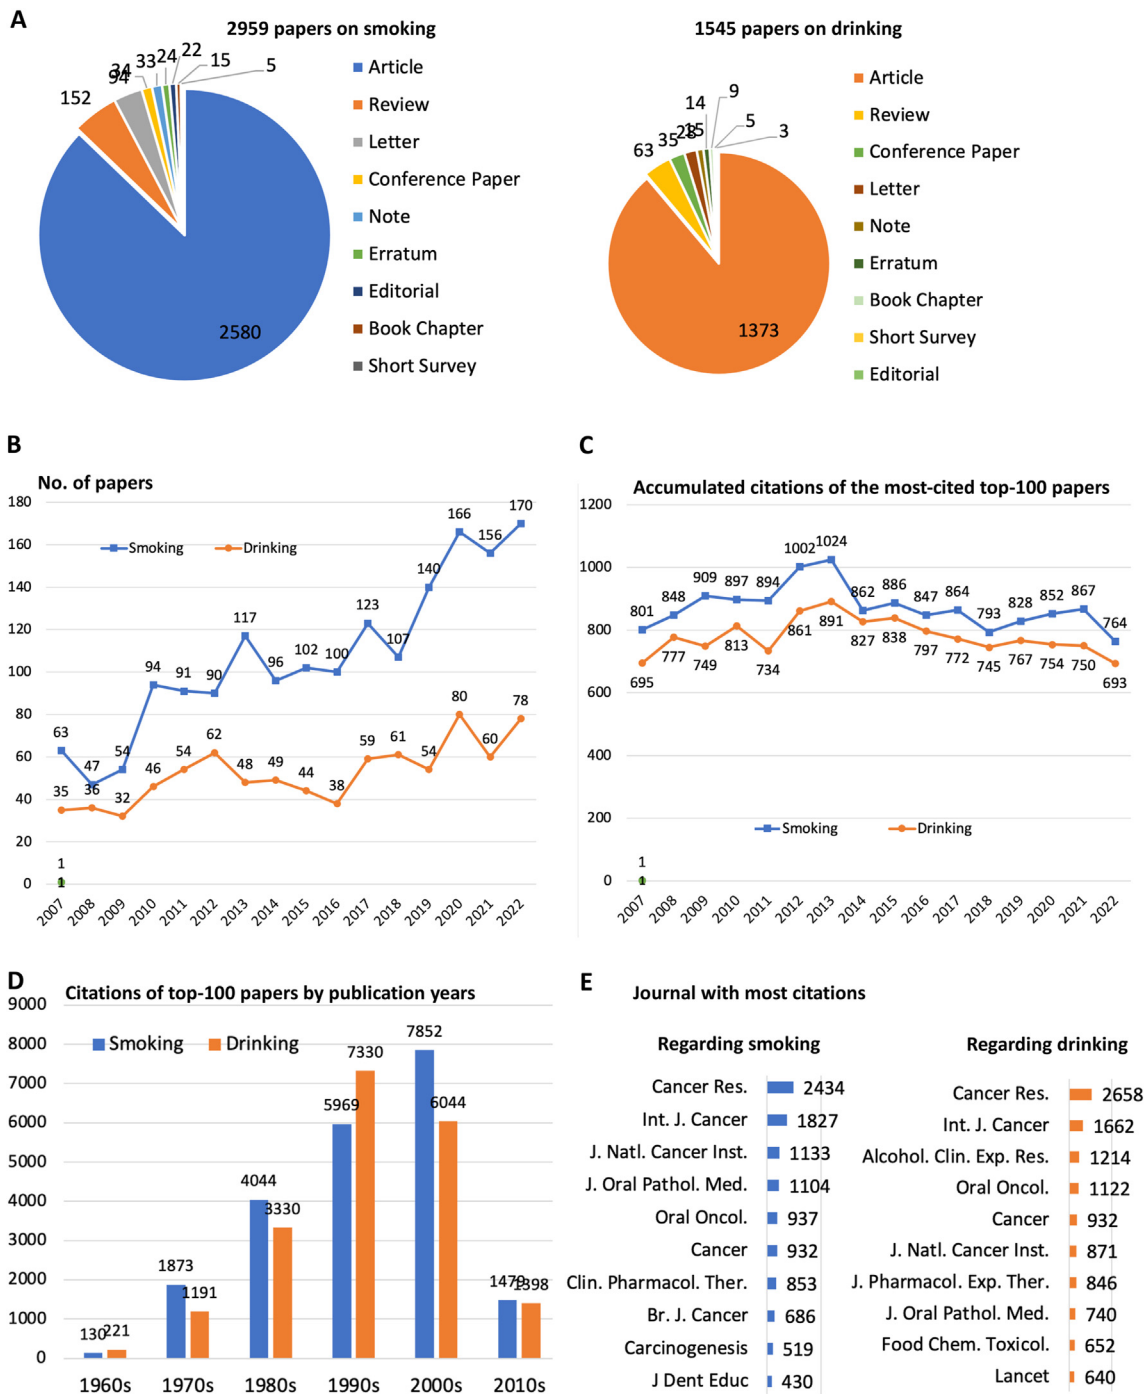 A
2959 papers on smoking
152
94
34
33
24
22
15
5
2580
Article
Review
Letter
Conference Paper
Note
Erratum
Editorial
Book Chapter
Short Survey
1545 papers on drinking
63
35
28
15
14
9
5
3
1373
Article
Review
Conference Paper
Letter
Note
Erratum
Book Chapter
Short Survey
Editorial
B
No. of papers
180
160
140
120
100
80
60
40
20
0
Smoking
Drinking
63 47 54 94 91 90 117 96 102 100 123 107 140 166 156 170
35 36 32 46 54 62 48 49 44 38 59 61 54 80 60 78
1
1
2007 2008 2009 2010 2011 2012 2013 2014 2015 2016 2017 2018 2019 2020 2021 2022
C
Accumulated citations of the most-cited top-100 papers
1200
1000
800
600
400
200
0
801 848 909 897 894 1002 1024 862 886 847 864 793 828 852 867 764
695 777 749 813 734 861 891 827 838 797 772 745 767 754 750 693
Smoking
Drinking
1
1
2007 2008 2009 2010 2011 2012 2013 2014 2015 2016 2017 2018 2019 2020 2021 2022
D
Citations of top-100 papers by publication years
9000
8000
7000
6000
5000
4000
3000
2000
1000
0
Smoking
Drinking
130 221
1873 1191
4044 3330
5969 7330
7852 6044
1479 1398
1960s 1970s 1980s 1990s 2000s 2010s
E
Journal with most citations
Regarding smoking
Cancer Res. 2434
Int. J. Cancer 1827
J. Natl. Cancer Inst. 1133
J. Oral Pathol. Med. 1104
Oral Oncol. 937
Cancer 932
Clin. Pharmacol. Ther. 853
Br. J. Cancer 686
Carcinogenesis 519
J Dent Educ 430
Regarding drinking
Cancer Res. 2658
Int. J. Cancer 1662
Alcohol. Clin. Exp. Res. 1214
Oral Oncol. 1122
Cancer 932
J. Natl. Cancer Inst. 871
J. Pharmacol. Exp. Ther. 846
J. Oral Pathol. Med. 740
Food Chem. Toxicol. 652
Lancet 640